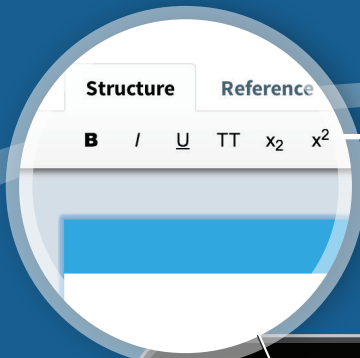 Structure Reference
B I U TT x₂ x²